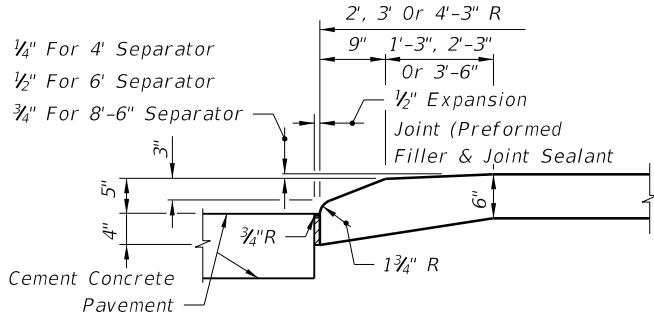 2', 3' Or 4'-3" R
9" 1'-3", 2'-3"
Or 3'-6"
¼" For 4' Separator
½" For 6' Separator
¾" For 8'-6" Separator
½" Expansion
Joint (Preformed
Filler & Joint Sealant
3"
5"
4"
6"
¾"R
1¾" R
Cement Concrete
Pavement